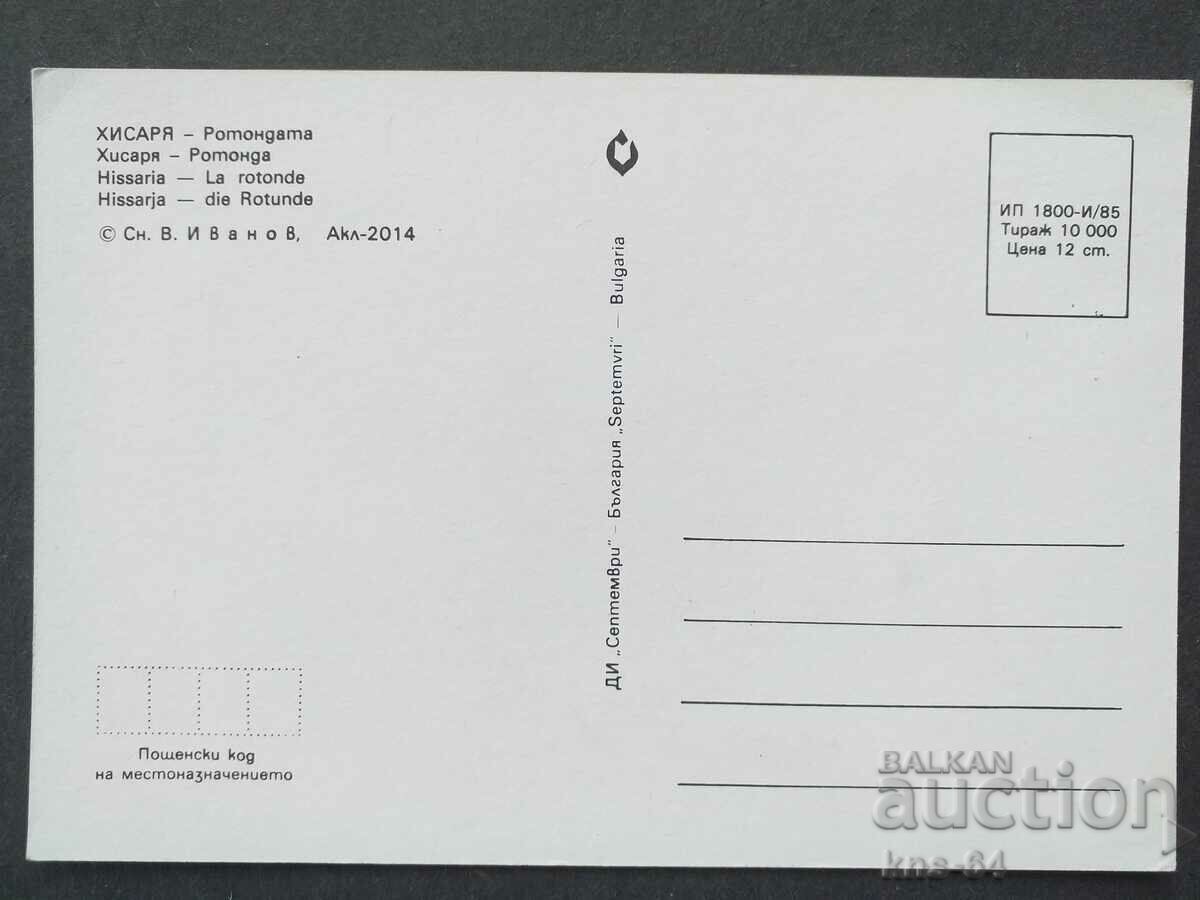 ХИСАРЯ – Ротондата
Хисаря – Ротонда
Hissaria — La rotonde
Hissarja — die Rotunde
© Сн. В. Иванов, Акл-2014
ДИ „Септември“ – България „Septemvri“ — Bulgaria
ИП 1800-И/85
Тираж 10 000
Цена 12 ст.
Пощенски код
на местоназначението
BALKAN
auction
kns-64